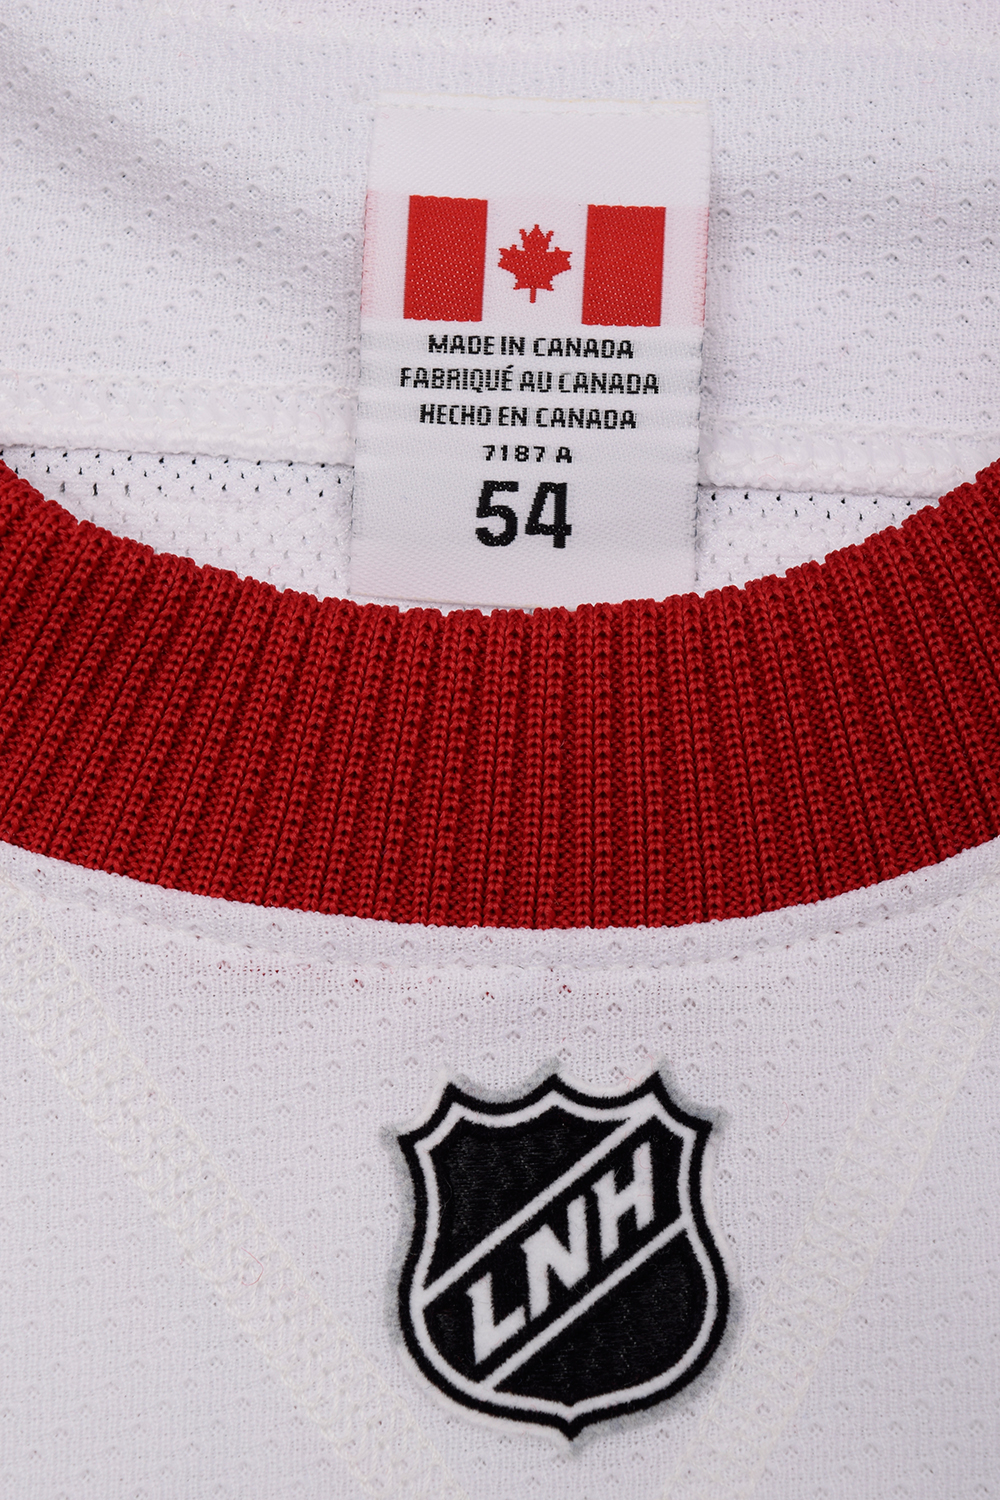 MADE IN CANADA
FABRIQUÉ AU CANADA
HECHO EN CANADA
7187 A
54
LNH